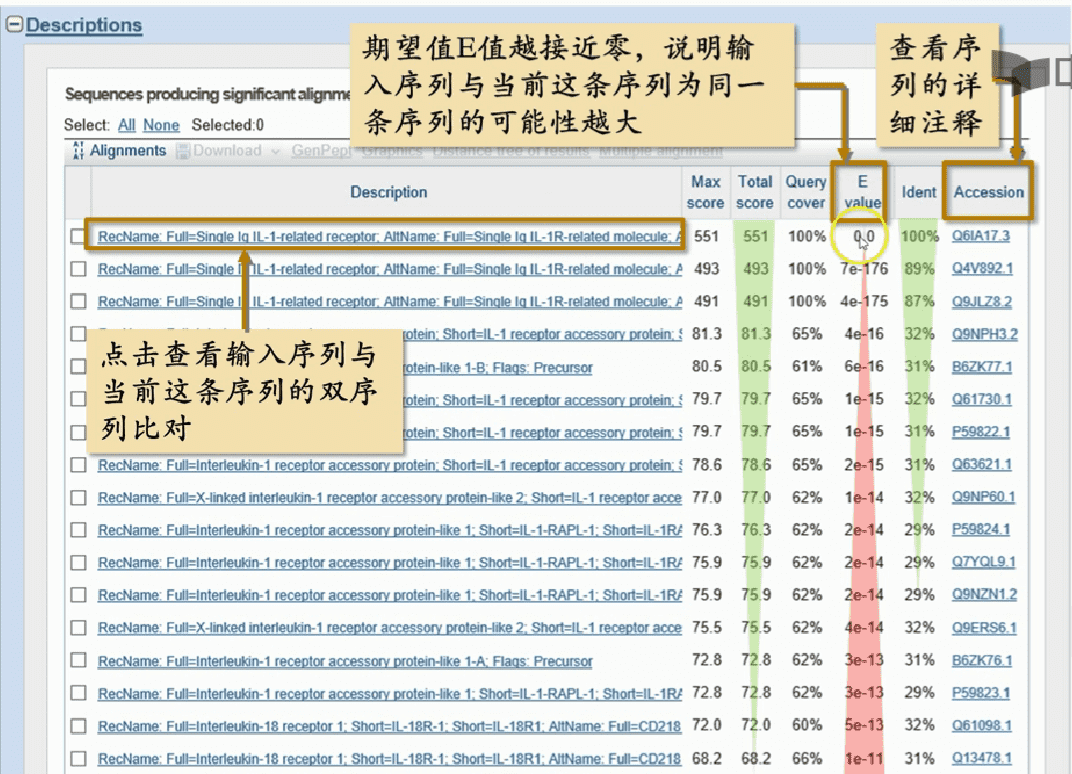 Descriptions
期望值E值越接近零，说明输
入序列与当前这条序列为同一
条序列的可能性越大
查看序
列的详
细注释
Sequences producing significant alignme
Select: All None Selected:0
Alignments Download GenPept Graphics Distance tree of results Multiple alignment
Description Max score Total score Query cover E value Ident Accession
RecName: Full=Single Ig IL-1-related receptor; AltName: Full=Single Ig IL-1R-related molecule; A 551 551 100% 0.0 100% Q6IA17.3
RecName: Full=Single Ig IL-1-related receptor; AltName: Full=Single Ig IL-1R-related molecule; A 493 493 100% 7e-176 89% Q4V892.1
RecName: Full=Single Ig IL-1-related receptor; AltName: Full=Single Ig IL-1R-related molecule; A 491 491 100% 4e-175 87% Q9JLZ8.2
点击查看输入序列与
当前这条序列的双序
列比对
rotein; Short=IL-1 receptor accessory protein; S 81.3 81.3 65% 4e-16 32% Q9NPH3.2
rotein-like 1-B; Flags: Precursor 80.5 80.5 61% 6e-16 31% B6ZK77.1
rotein; Short=IL-1 receptor accessory protein; S 79.7 79.7 65% 1e-15 32% Q61730.1
rotein; Short=IL-1 receptor accessory protein; S 79.7 79.7 65% 1e-15 31% P59822.1
RecName: Full=Interleukin-1 receptor accessory protein; Short=IL-1 receptor accessory protein; S 78.6 78.6 65% 2e-15 31% Q63621.1
RecName: Full=X-linked interleukin-1 receptor accessory protein-like 2; Short=IL-1 receptor acce 77.0 77.0 62% 1e-14 32% Q9NP60.1
RecName: Full=Interleukin-1 receptor accessory protein-like 1; Short=IL-1-RAPL-1; Short=IL-1RA 76.3 76.3 62% 2e-14 29% P59824.1
RecName: Full=Interleukin-1 receptor accessory protein-like 1; Short=IL-1-RAPL-1; Short=IL-1RA 75.9 75.9 62% 2e-14 29% Q7YQL9.1
RecName: Full=Interleukin-1 receptor accessory protein-like 1; Short=IL-1-RAPL-1; Short=IL-1RA 75.9 75.9 62% 2e-14 29% Q9NZN1.2
RecName: Full=X-linked interleukin-1 receptor accessory protein-like 2; Short=IL-1 receptor acce 75.5 75.5 62% 4e-14 32% Q9ERS6.1
RecName: Full=Interleukin-1 receptor accessory protein-like 1-A; Flags: Precursor 72.8 72.8 62% 3e-13 31% B6ZK76.1
RecName: Full=Interleukin-1 receptor accessory protein-like 1; Short=IL-1-RAPL-1; Short=IL-1RA 72.8 72.8 62% 3e-13 29% P59823.1
RecName: Full=Interleukin-18 receptor 1; Short=IL-18R-1; Short=IL-18R1; AltName: Full=CD218 72.0 72.0 60% 5e-13 32% Q61098.1
RecName: Full=Interleukin-18 receptor 1; Short=IL-18R-1; Short=IL-18R1; AltName: Full=CD218 68.2 68.2 66% 1e-11 31% Q13478.1